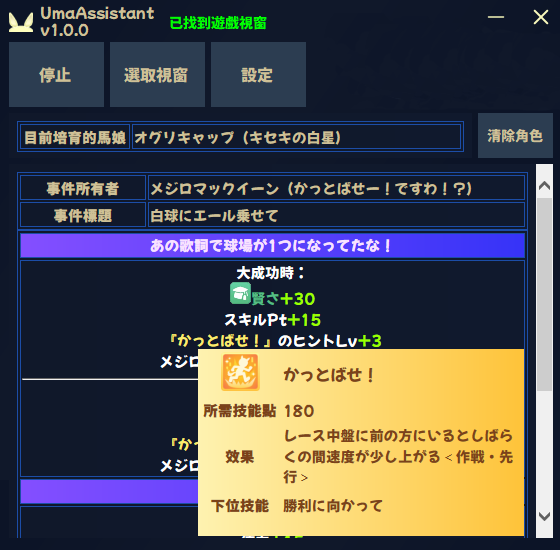 UmaAssistant
v1.0.0
已找到遊戲視窗
停止
選取視窗
設定
目前培育的馬娘 オグリキャップ（キセキの白星）
清除角色
事件所有者 メジロマックイーン（かっとばせー！ですわ！？）
事件標題 白球にエール乗せて
あの歌詞で球場が1つになってたな！
大成功時：
賢さ+30
スキルPt+15
『かっとばせ！』のヒントLv+3
メジロ
『かっ
メジロ
かっとばせ！
所需技能點 180
効果 レース中盤に前の方にいるとしばら
くの間速度が少し上がる＜作戦・先
行＞
下位技能 勝利に向かって